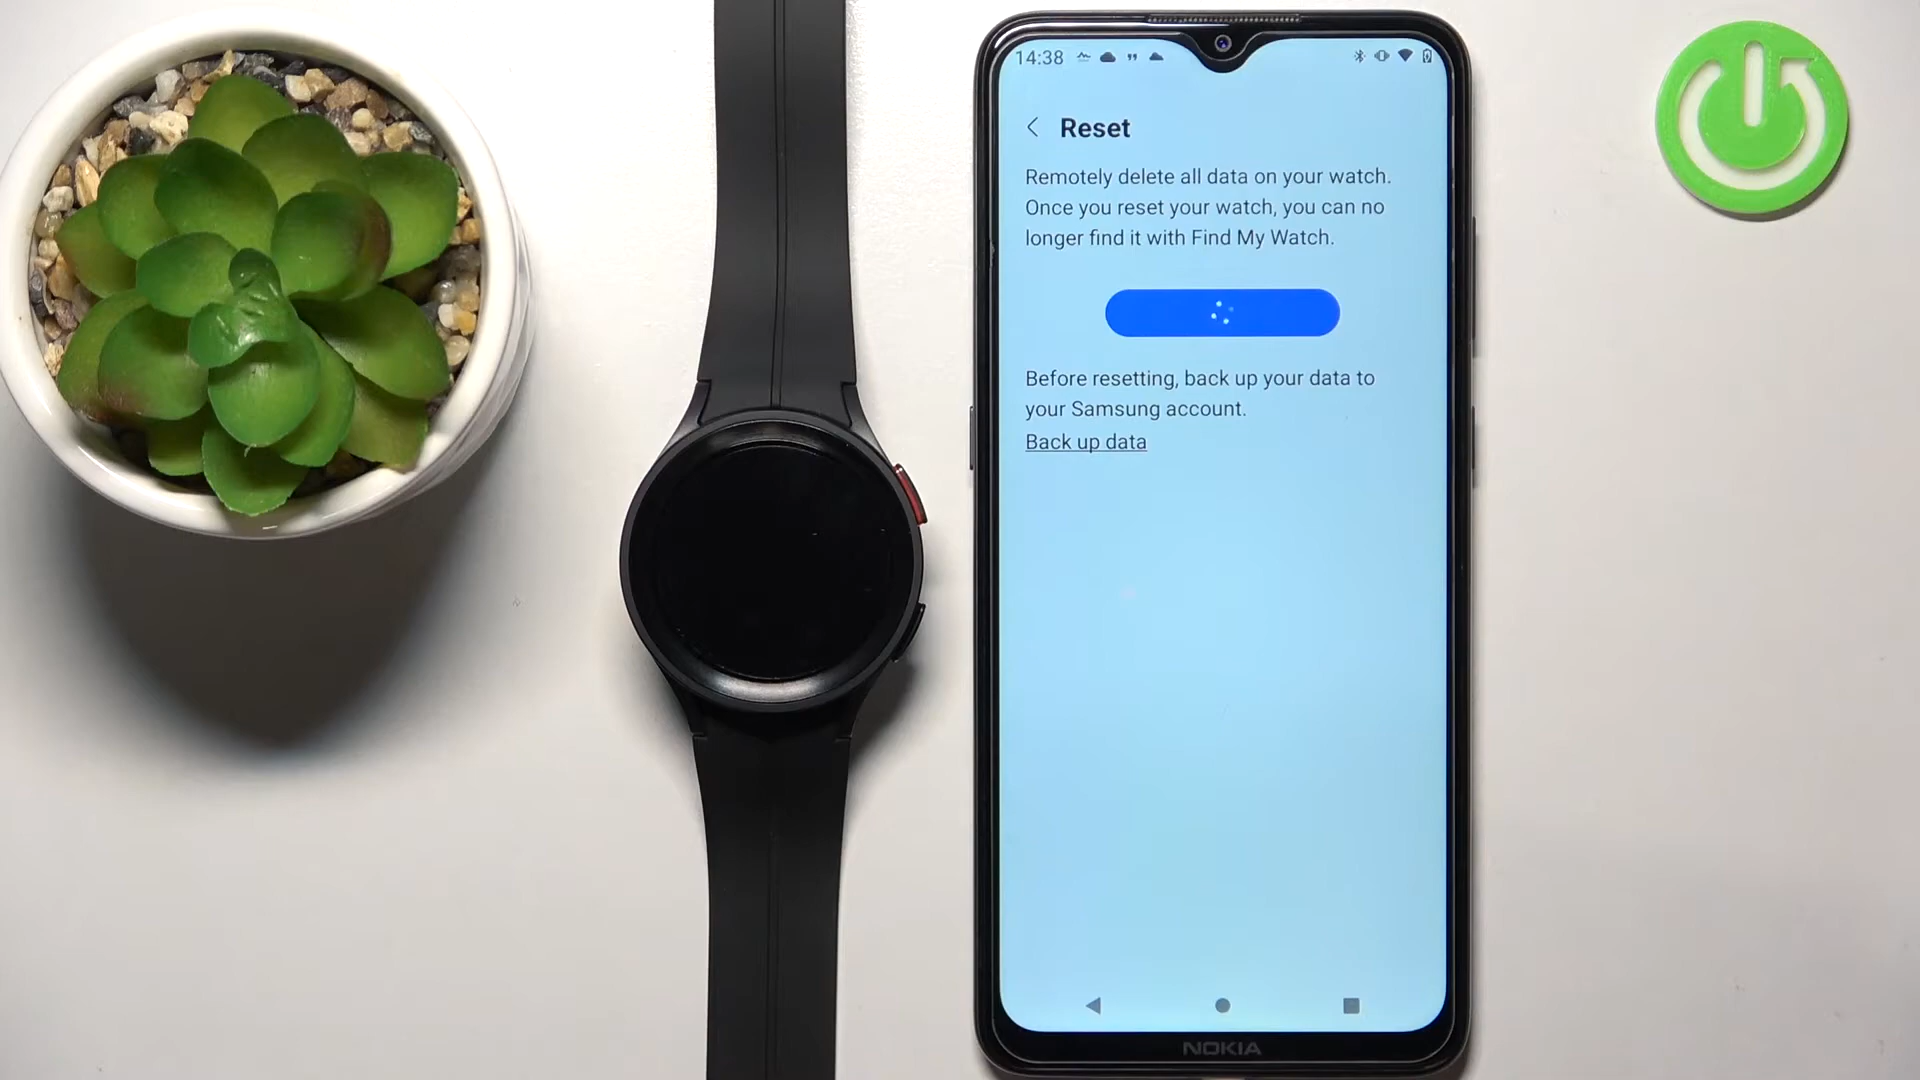 14:38
Reset
Remotely delete all data on your watch.
Once you reset your watch, you can no
longer find it with Find My Watch.
Before resetting, back up your data to
your Samsung account.
Back up data
NOKIA